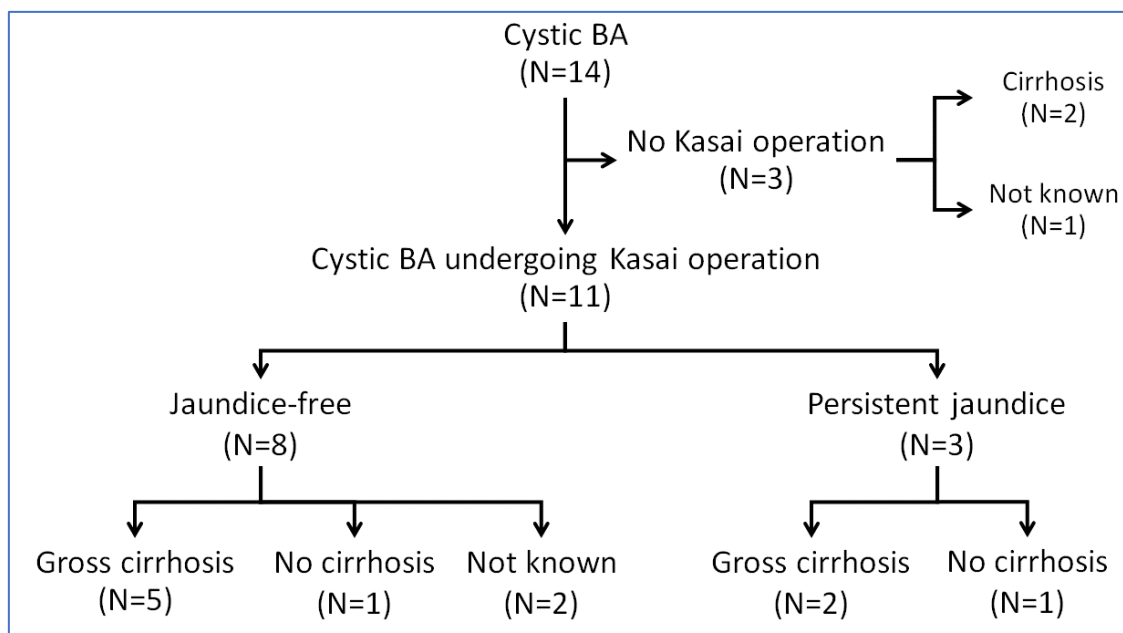 Cystic BA
(N=14)
No Kasai operation
(N=3)
Cirrhosis
(N=2)
Not known
(N=1)
Cystic BA undergoing Kasai operation
(N=11)
Jaundice-free
(N=8)
Persistent jaundice
(N=3)
Gross cirrhosis
(N=5)
No cirrhosis
(N=1)
Not known
(N=2)
Gross cirrhosis
(N=2)
No cirrhosis
(N=1)